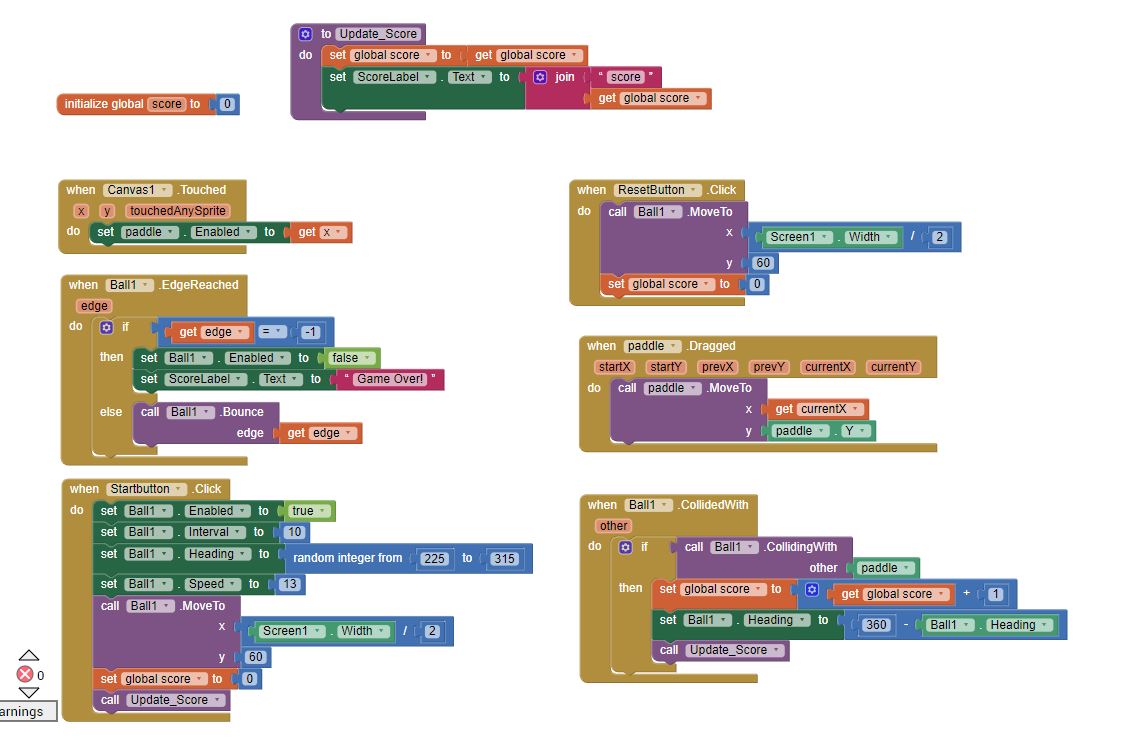 to Update_Score
do set global score to get global score
set ScoreLabel . Text to join " score "
get global score
initialize global score to 0
when Canvas1 .Touched
x y touchedAnySprite
do set paddle . Enabled to get x
when Ball1 .EdgeReached
edge
do if get edge = -1
then set Ball1 . Enabled to false
set ScoreLabel . Text to " Game Over! "
else call Ball1 .Bounce
edge get edge
when Startbutton .Click
do set Ball1 . Enabled to true
set Ball1 . Interval to 10
set Ball1 . Heading to random integer from 225 to 315
set Ball1 . Speed to 13
call Ball1 .MoveTo
x Screen1 . Width / 2
y 60
set global score to 0
call Update_Score
when ResetButton .Click
do call Ball1 .MoveTo
x Screen1 . Width / 2
y 60
set global score to 0
when paddle .Dragged
startX startY prevX prevY currentX currentY
do call paddle .MoveTo
x get currentX
y paddle . Y
when Ball1 .CollidedWith
other
do if call Ball1 .CollidingWith
other paddle
then set global score to get global score + 1
set Ball1 . Heading to 360 - Ball1 . Heading
call Update_Score
0
arnings